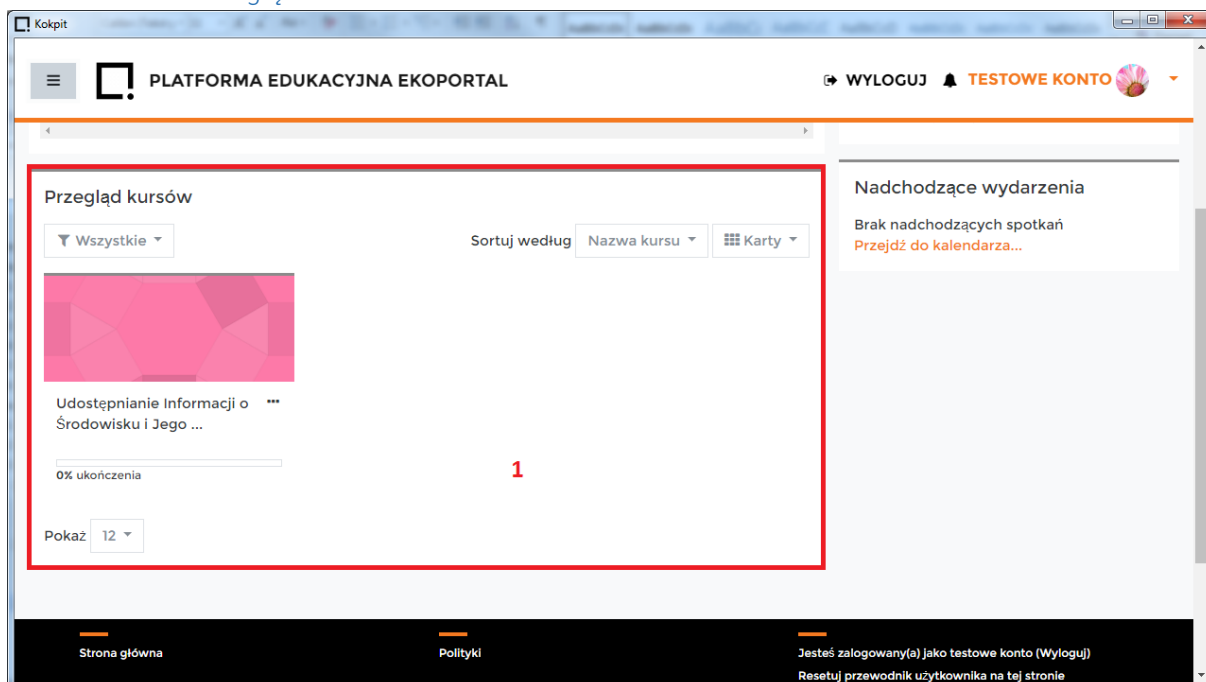 Kokpit
PLATFORMA EDUKACYJNA EKOPORTAL
WYLOGUJ
TESTOWE KONTO
Przegląd kursów
Wszystkie
Sortuj według
Nazwa kursu
Karty
Udostępnianie Informacji o
Środowisku i Jego ...
0% ukończenia
1
Pokaż
12
Nadchodzące wydarzenia
Brak nadchodzących spotkań
Przejdź do kalendarza...
Strona główna
Polityki
Jesteś zalogowany(a) jako testowe konto (Wyloguj)
Resetuj przewodnik użytkownika na tej stronie